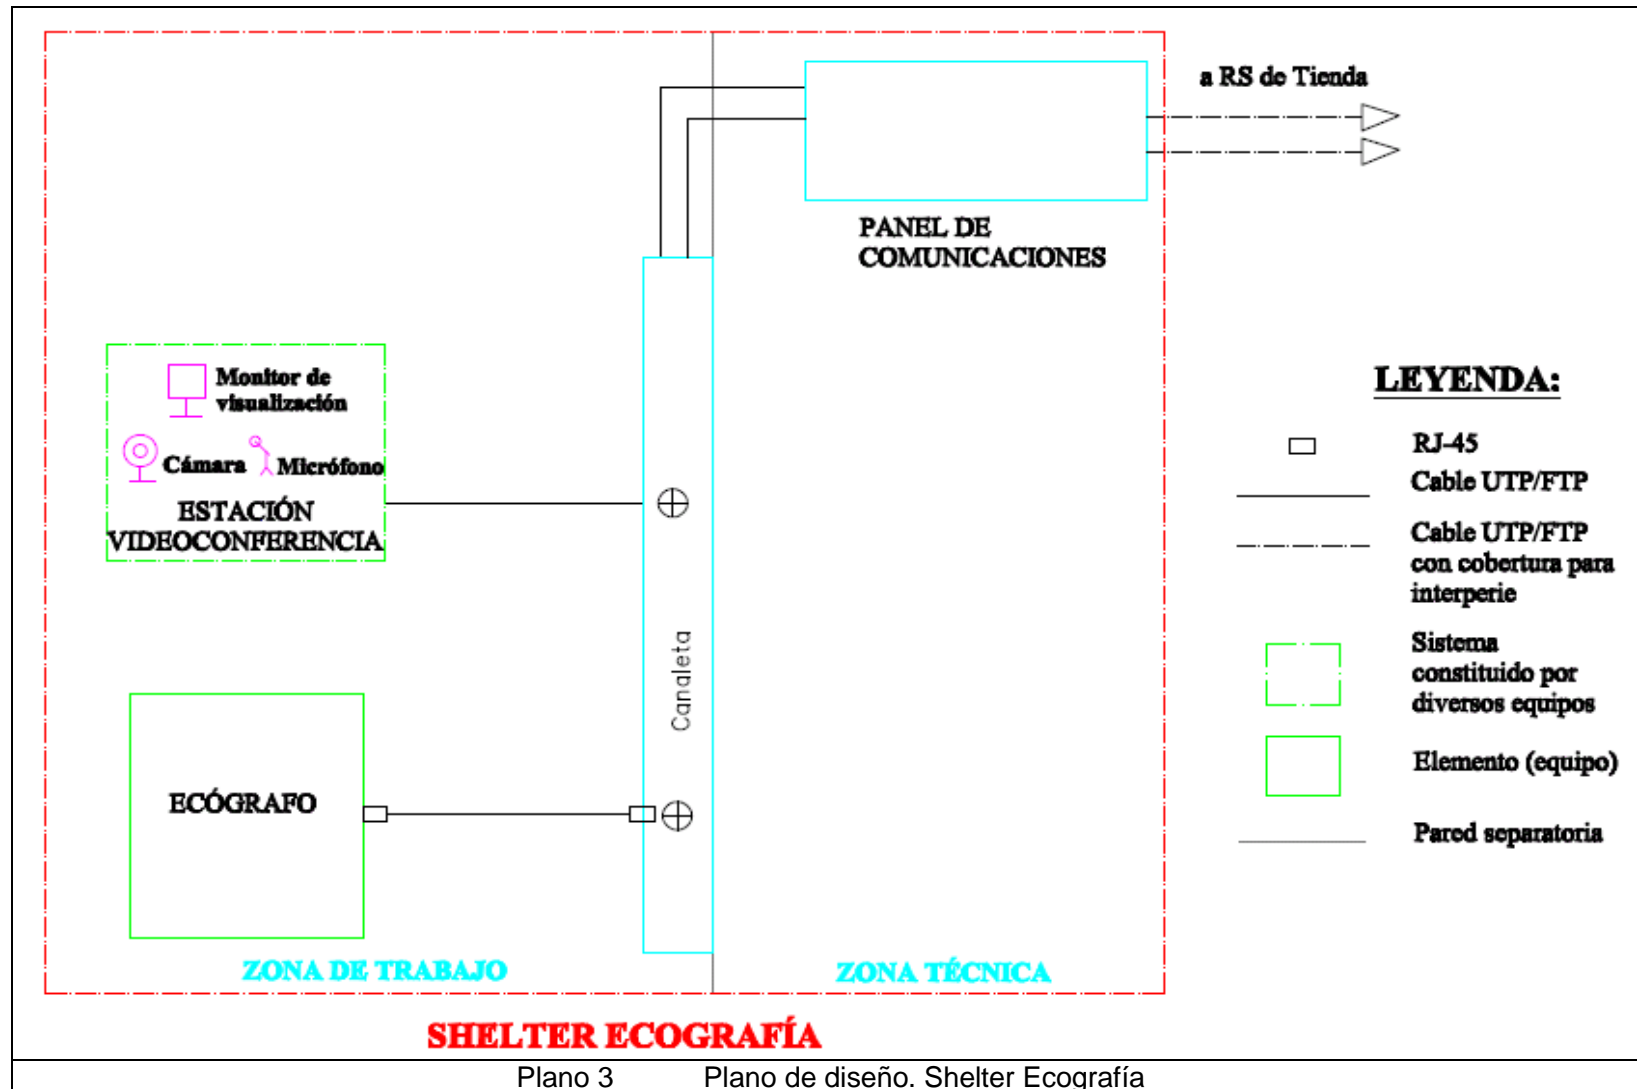 a RS de Tienda
PANEL DE
COMUNICACIONES
Monitor de
visualización
Cámara
Micrófono
ESTACIÓN
VIDEOCONFERENCIA
Canaleta
ECÓGRAFO
ZONA DE TRABAJO
ZONA TÉCNICA
SHELTER ECOGRAFÍA
LEYENDA:
RJ-45
Cable UTP/FTP
Cable UTP/FTP
con cobertura para
interperie
Sistema
constituido por
diversos equipos
Elemento (equipo)
Pared separatoria
Plano 3 Plano de diseño. Shelter Ecografía